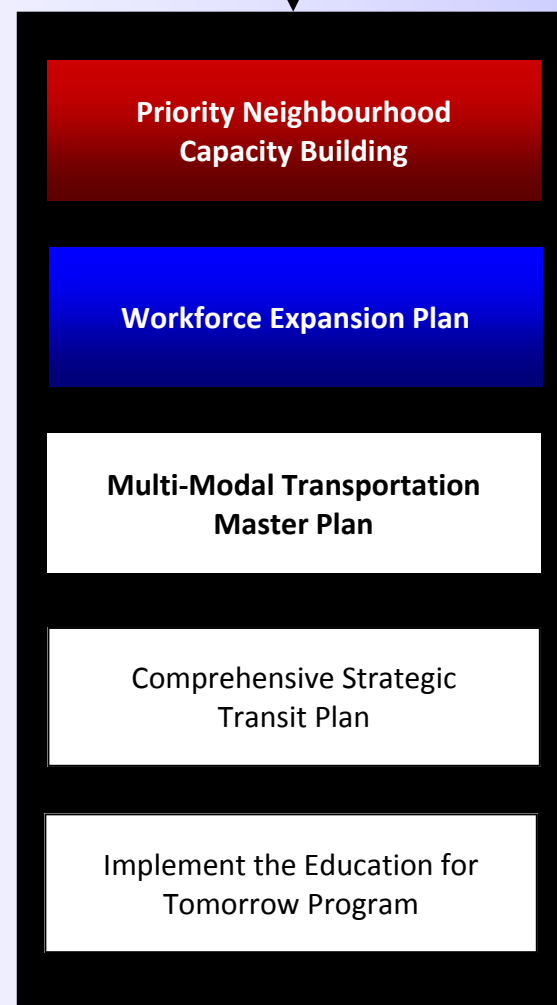 Priority Neighbourhood
Capacity Building
Workforce Expansion Plan
Multi-Modal Transportation
Master Plan
Comprehensive Strategic
Transit Plan
Implement the Education for
Tomorrow Program